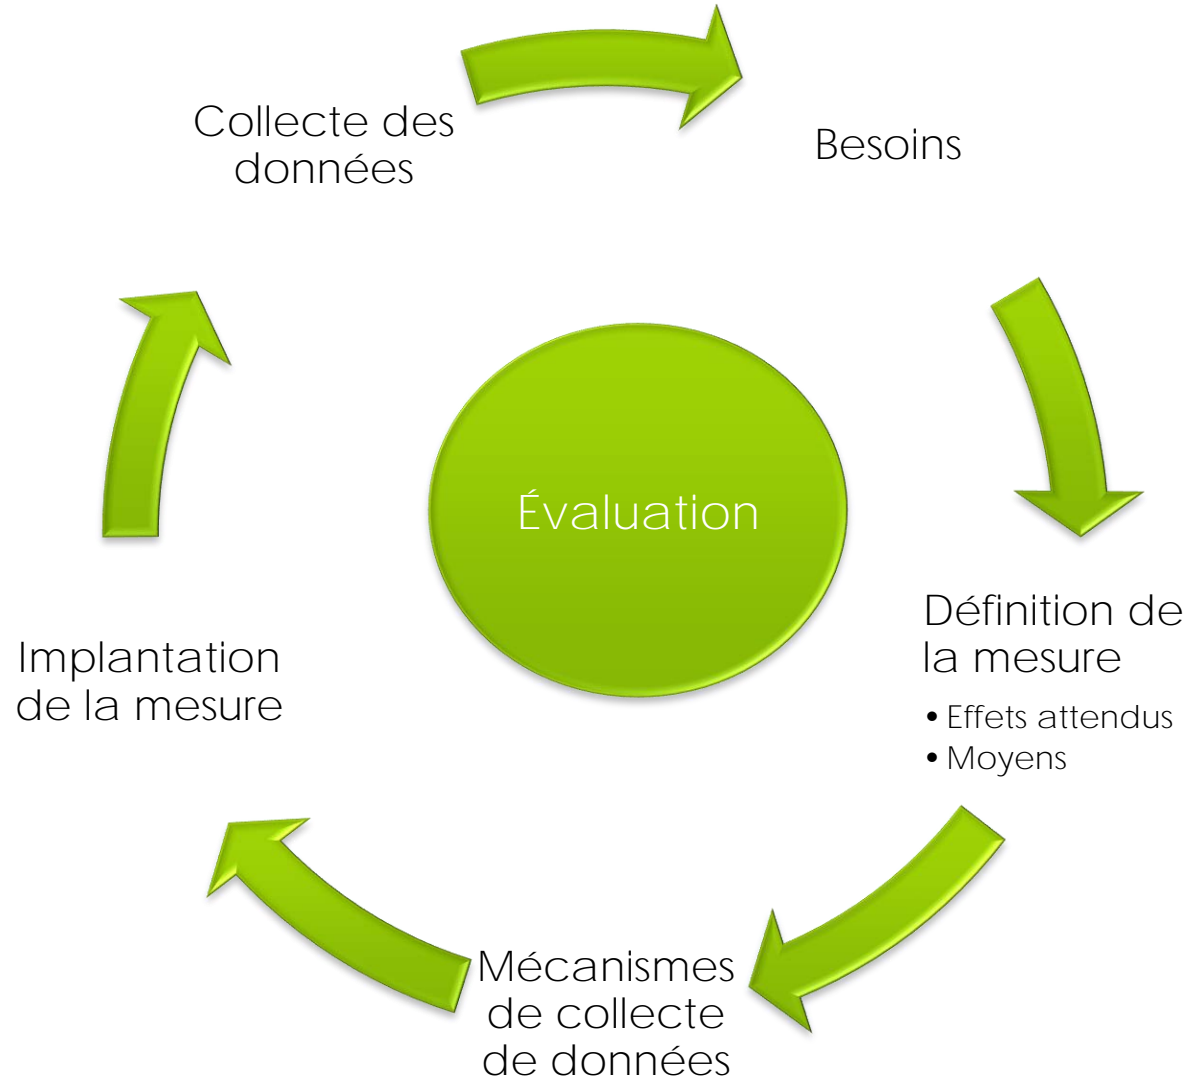 Collecte des
données
Besoins
Évaluation
Définition de
la mesure
• Effets attendus
• Moyens
Mécanismes
de collecte
de données
Implantation
de la mesure